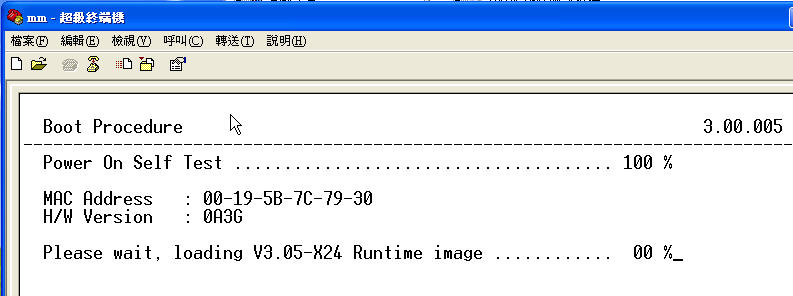 mm - 超級終端機
檔案(F) 編輯(E) 檢視(V) 呼叫(C) 轉送(T) 說明(H)
Boot Procedure 3.00.005
Power On Self Test ...................................... 100 %
MAC Address : 00-19-5B-7C-79-30
H/W Version : 0A3G
Please wait, loading V3.05-X24 Runtime image ............ 00 %_